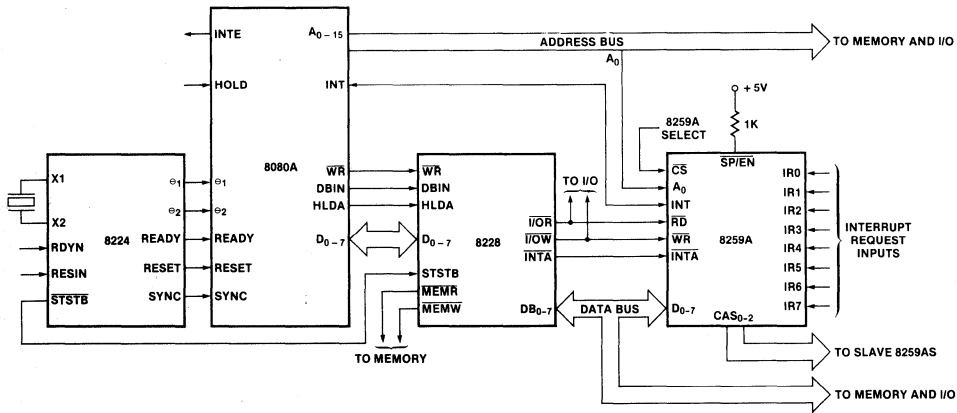 INTE
HOLD
A0–15
INT
8080A
ADDRESS BUS
A0
TO MEMORY AND I/O
+ 5V
1K
8259A
SELECT
X1
X2
RDYN
RESIN
STSTB
8224
Θ1
Θ2
READY
RESET
SYNC
Θ1
Θ2
READY
RESET
SYNC
WR
DBIN
HLDA
D0–7
WR
DBIN
HLDA
D0–7
STSTB
MEMR
MEMW
8228
I/OR
I/OW
INTA
DB0–7
TO I/O
TO MEMORY
DATA BUS
SP/EN
CS
A0
INT
RD
WR
INTA
D0–7
8259A
CAS0–2
IR0
IR1
IR2
IR3
IR4
IR5
IR6
IR7
INTERRUPT
REQUEST
INPUTS
TO SLAVE 8259AS
TO MEMORY AND I/O